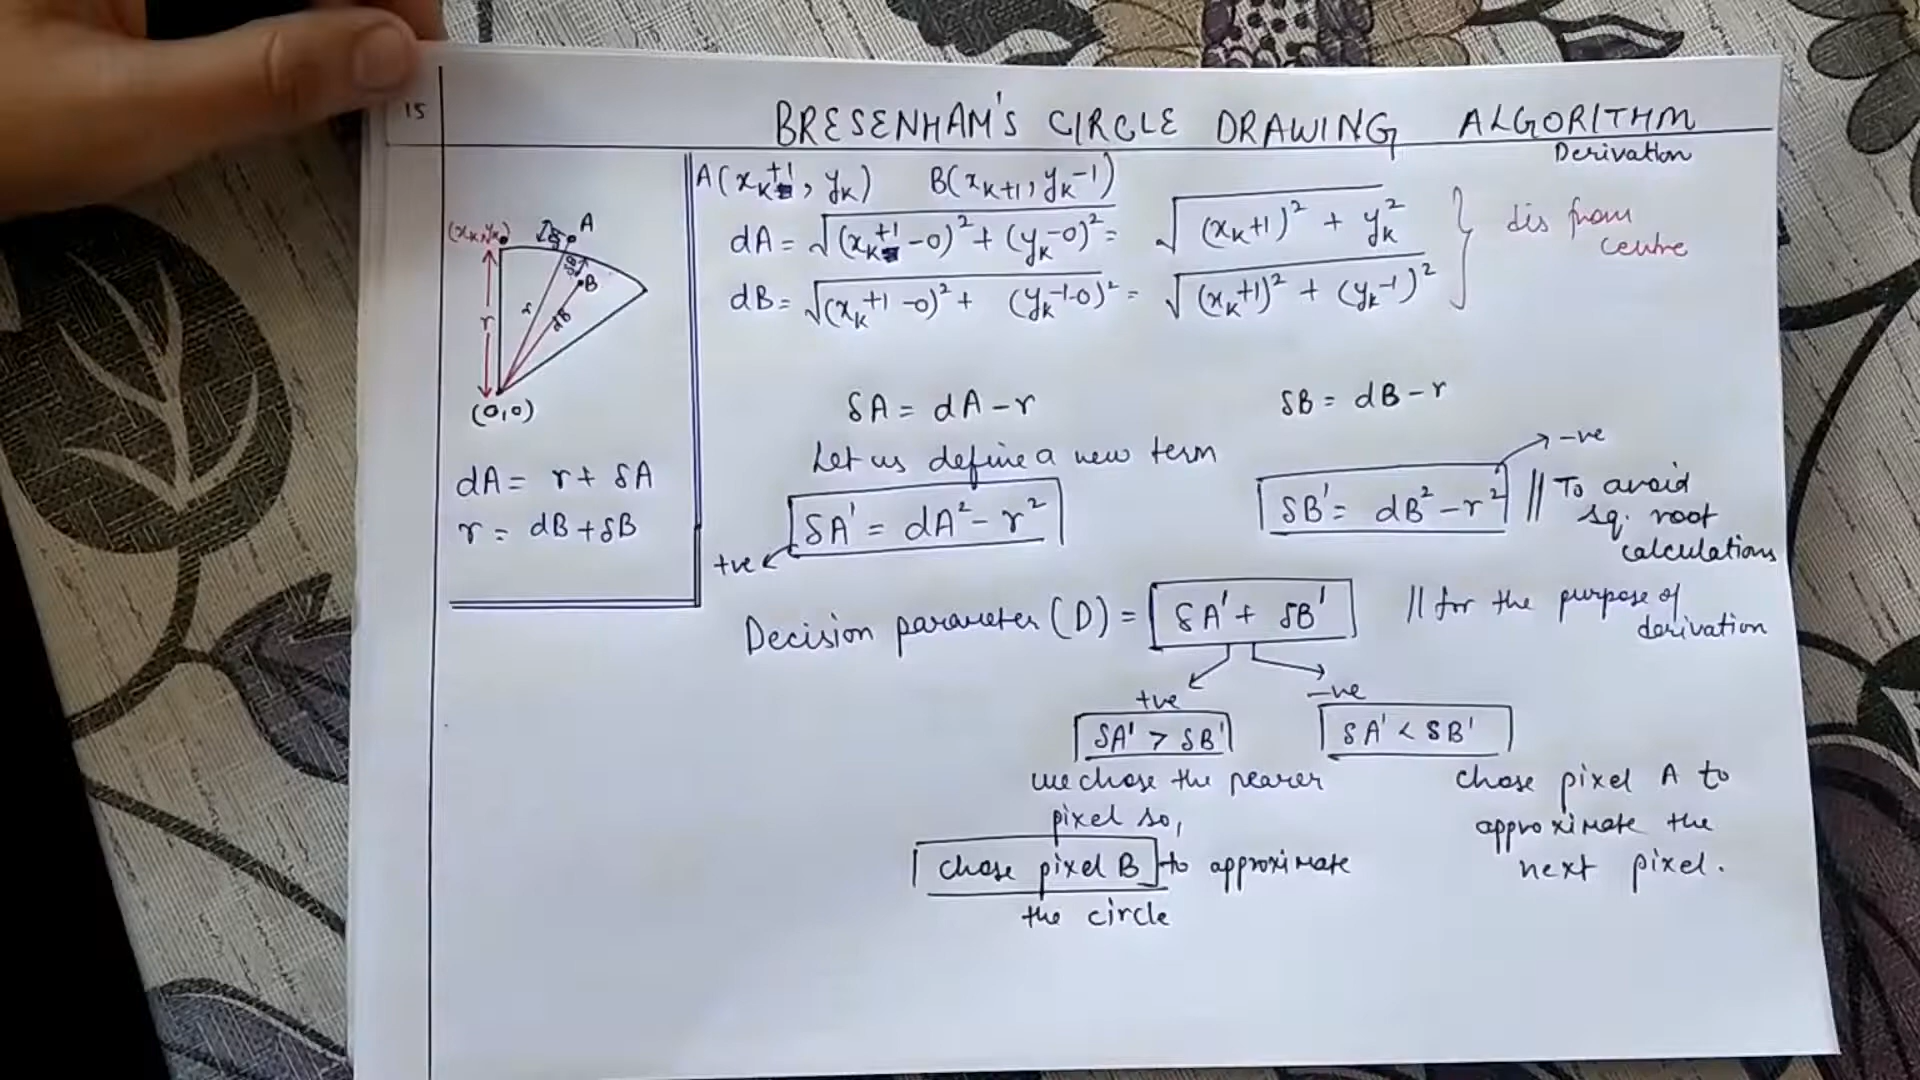 15
BRESENHAM'S CIRCLE DRAWING ALGORITHM
Derivation
A(xₖ+1, yₖ) B(xₖ+1, yₖ-1)
dA = √(xₖ+1-0)² + (yₖ-0)² = √(xₖ+1)² + yₖ²
dB = √(xₖ+1-0)² + (yₖ-1-0)² = √(xₖ+1)² + (yₖ-1)²
dis from
centre
(xₖ,yₖ)
A
B
r
r
dB
(0,0)
dA = r + δA
r = dB + δB
δA = dA - r δB = dB - r
Let us define a new term
-ve
δA' = dA² - r² δB' = dB² - r² // To avoid
sq. root
calculations
+ve
Decision parameter (D) = δA' + δB' // for the purpose of
derivation
+ve -ve
δA' > δB' δA' < δB'
we chose the nearer
pixel so,
chose pixel B to approximate
the circle
chose pixel A to
approximate the
next pixel.